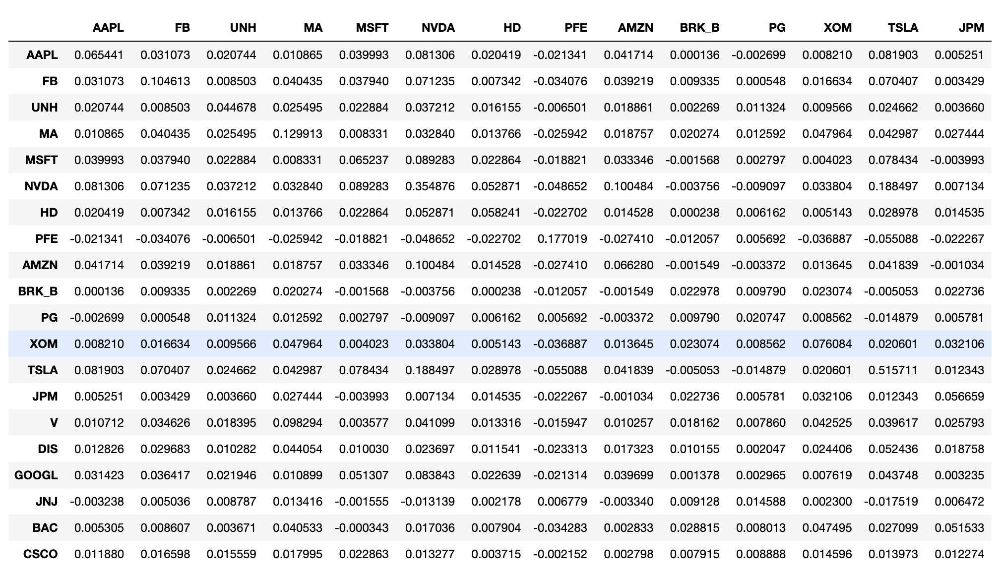 AAPL FB UNH MA MSFT NVDA HD PFE AMZN BRK_B PG XOM TSLA JPM
AAPL 0.065441 0.031073 0.020744 0.010865 0.039993 0.081306 0.020419 -0.021341 0.041714 0.000136 -0.002699 0.008210 0.081903 0.005251
FB 0.031073 0.104613 0.008503 0.040435 0.037940 0.071235 0.007342 -0.034076 0.039219 0.009335 0.000548 0.016634 0.070407 0.003429
UNH 0.020744 0.008503 0.044678 0.025495 0.022884 0.037212 0.016155 -0.006501 0.018861 0.002269 0.011324 0.009566 0.024662 0.003660
MA 0.010865 0.040435 0.025495 0.129913 0.008331 0.032840 0.013766 -0.025942 0.018757 0.020274 0.012592 0.047964 0.042987 0.027444
MSFT 0.039993 0.037940 0.022884 0.008331 0.065237 0.089283 0.022864 -0.018821 0.033346 -0.001568 0.002797 0.004023 0.078434 -0.003993
NVDA 0.081306 0.071235 0.037212 0.032840 0.089283 0.354876 0.052871 -0.048652 0.100484 -0.003756 -0.009097 0.033804 0.188497 0.007134
HD 0.020419 0.007342 0.016155 0.013766 0.022864 0.052871 0.058241 -0.022702 0.014528 0.000238 0.006162 0.005143 0.028978 0.014535
PFE -0.021341 -0.034076 -0.006501 -0.025942 -0.018821 -0.048652 -0.022702 0.177019 -0.027410 -0.012057 0.005692 -0.036887 -0.055088 -0.022267
AMZN 0.041714 0.039219 0.018861 0.018757 0.033346 0.100484 0.014528 -0.027410 0.066280 -0.001549 -0.003372 0.013645 0.041839 -0.001034
BRK_B 0.000136 0.009335 0.002269 0.020274 -0.001568 -0.003756 0.000238 -0.012057 -0.001549 0.022978 0.009790 0.023074 -0.005053 0.022736
PG -0.002699 0.000548 0.011324 0.012592 0.002797 -0.009097 0.006162 0.005692 -0.003372 0.009790 0.020747 0.008562 -0.014879 0.005781
XOM 0.008210 0.016634 0.009566 0.047964 0.004023 0.033804 0.005143 -0.036887 0.013645 0.023074 0.008562 0.076084 0.020601 0.032106
TSLA 0.081903 0.070407 0.024662 0.042987 0.078434 0.188497 0.028978 -0.055088 0.041839 -0.005053 -0.014879 0.020601 0.515711 0.012343
JPM 0.005251 0.003429 0.003660 0.027444 -0.003993 0.007134 0.014535 -0.022267 -0.001034 0.022736 0.005781 0.032106 0.012343 0.056659
V 0.010712 0.034626 0.018395 0.098294 0.003577 0.041099 0.013316 -0.015947 0.010257 0.018162 0.007860 0.042525 0.039617 0.025793
DIS 0.012826 0.029683 0.010282 0.044054 0.010030 0.023697 0.011541 -0.023313 0.017323 0.010155 0.002047 0.024406 0.052436 0.018758
GOOGL 0.031423 0.036417 0.021946 0.010899 0.051307 0.083843 0.022639 -0.021314 0.039699 0.001378 0.002965 0.007619 0.043748 0.003235
JNJ -0.003238 0.005036 0.008787 0.013416 -0.001555 -0.013139 0.002178 0.006779 -0.003340 0.009128 0.014588 0.002300 -0.017519 0.006472
BAC 0.005305 0.008607 0.003671 0.040533 -0.000343 0.017036 0.007904 -0.034283 0.002833 0.028815 0.008013 0.047495 0.027099 0.051533
CSCO 0.011880 0.016598 0.015559 0.017995 0.022863 0.013277 0.003715 -0.002152 0.002798 0.007915 0.008888 0.014596 0.013973 0.012274